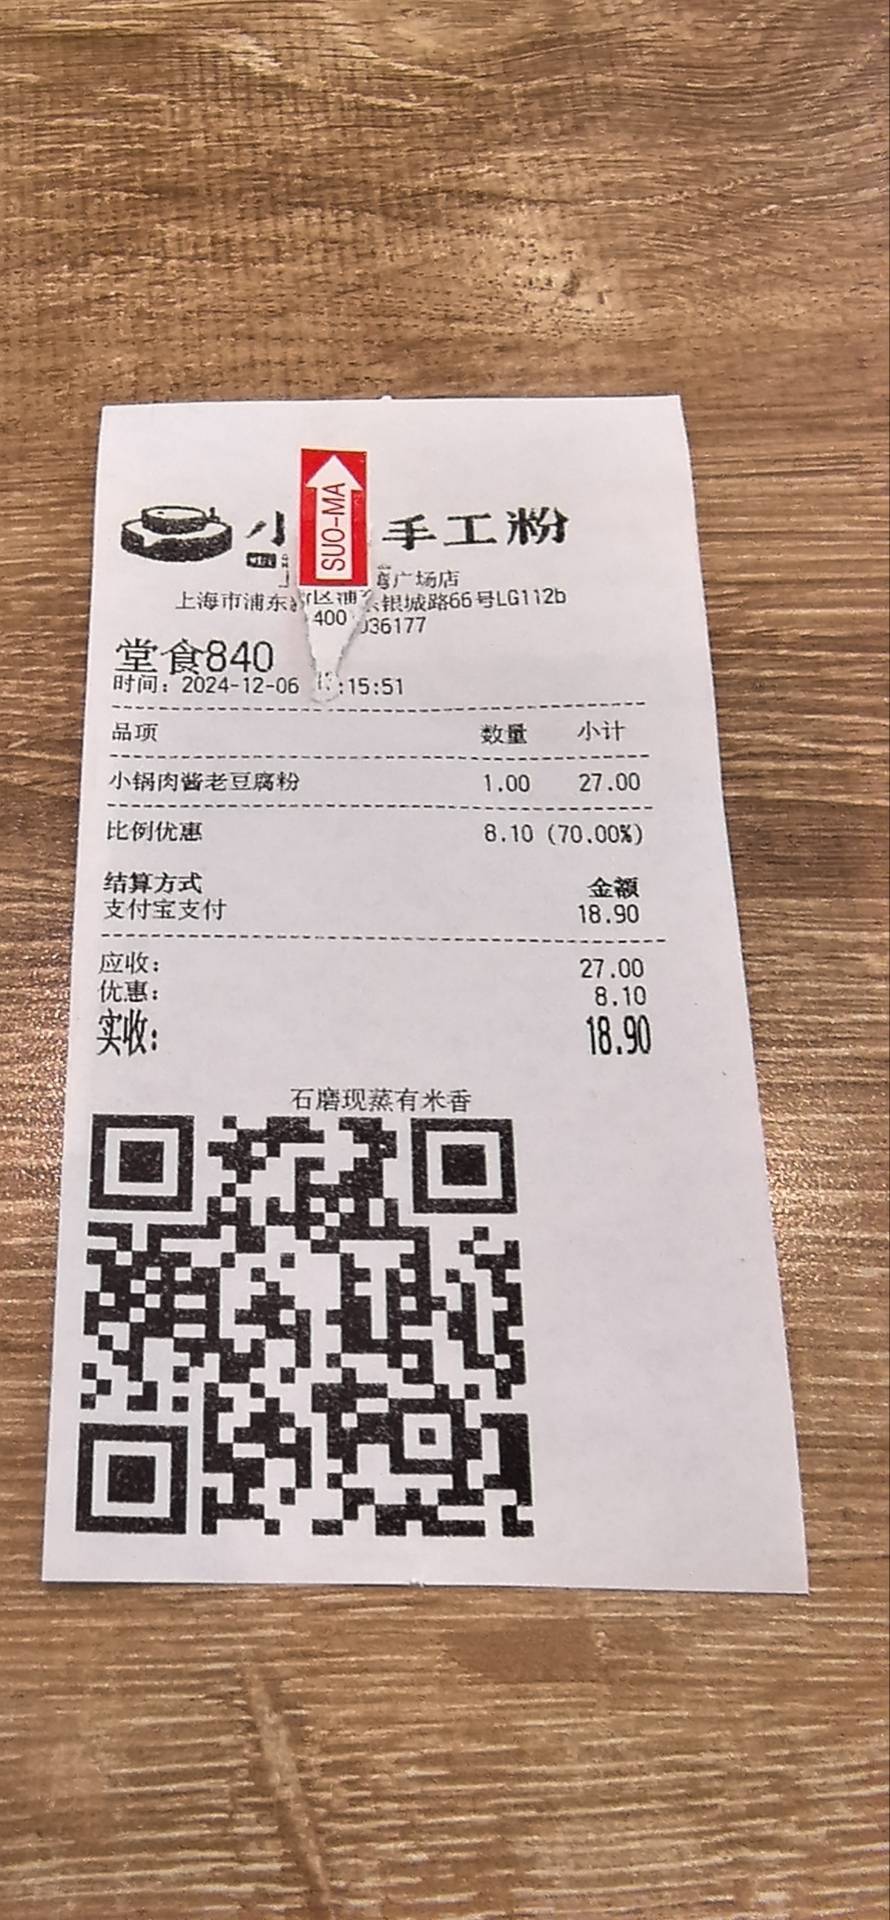 小 手工粉
SUO-MA
广场店
上海市浦东 区浦 银城路66号LG112b
400 036177
堂食840
时间：2024-12-06 :15:51
品项 数量 小计
小锅肉酱老豆腐粉 1.00 27.00
比例优惠 8.10 (70.00%)
结算方式 金额
支付宝支付 18.90
应收： 27.00
优惠： 8.10
实收： 18.90
石磨现蒸有米香